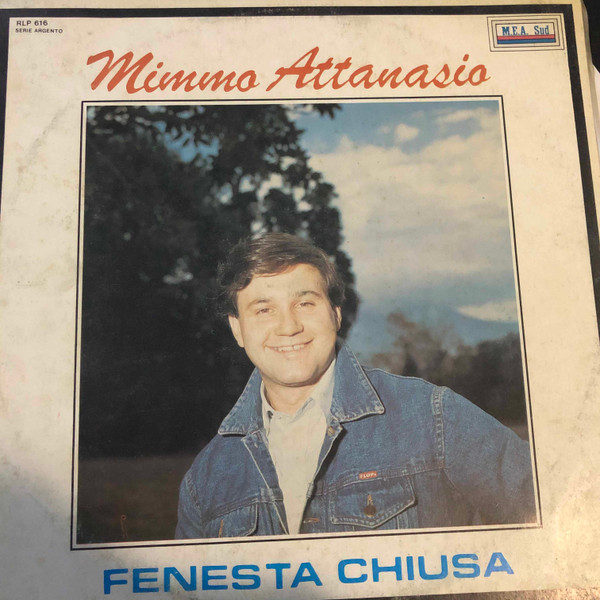 RLP 616
SERIE ARGENTO
M.E.A. Sud
Mimmo Attanasio
FENESTA CHIUSA